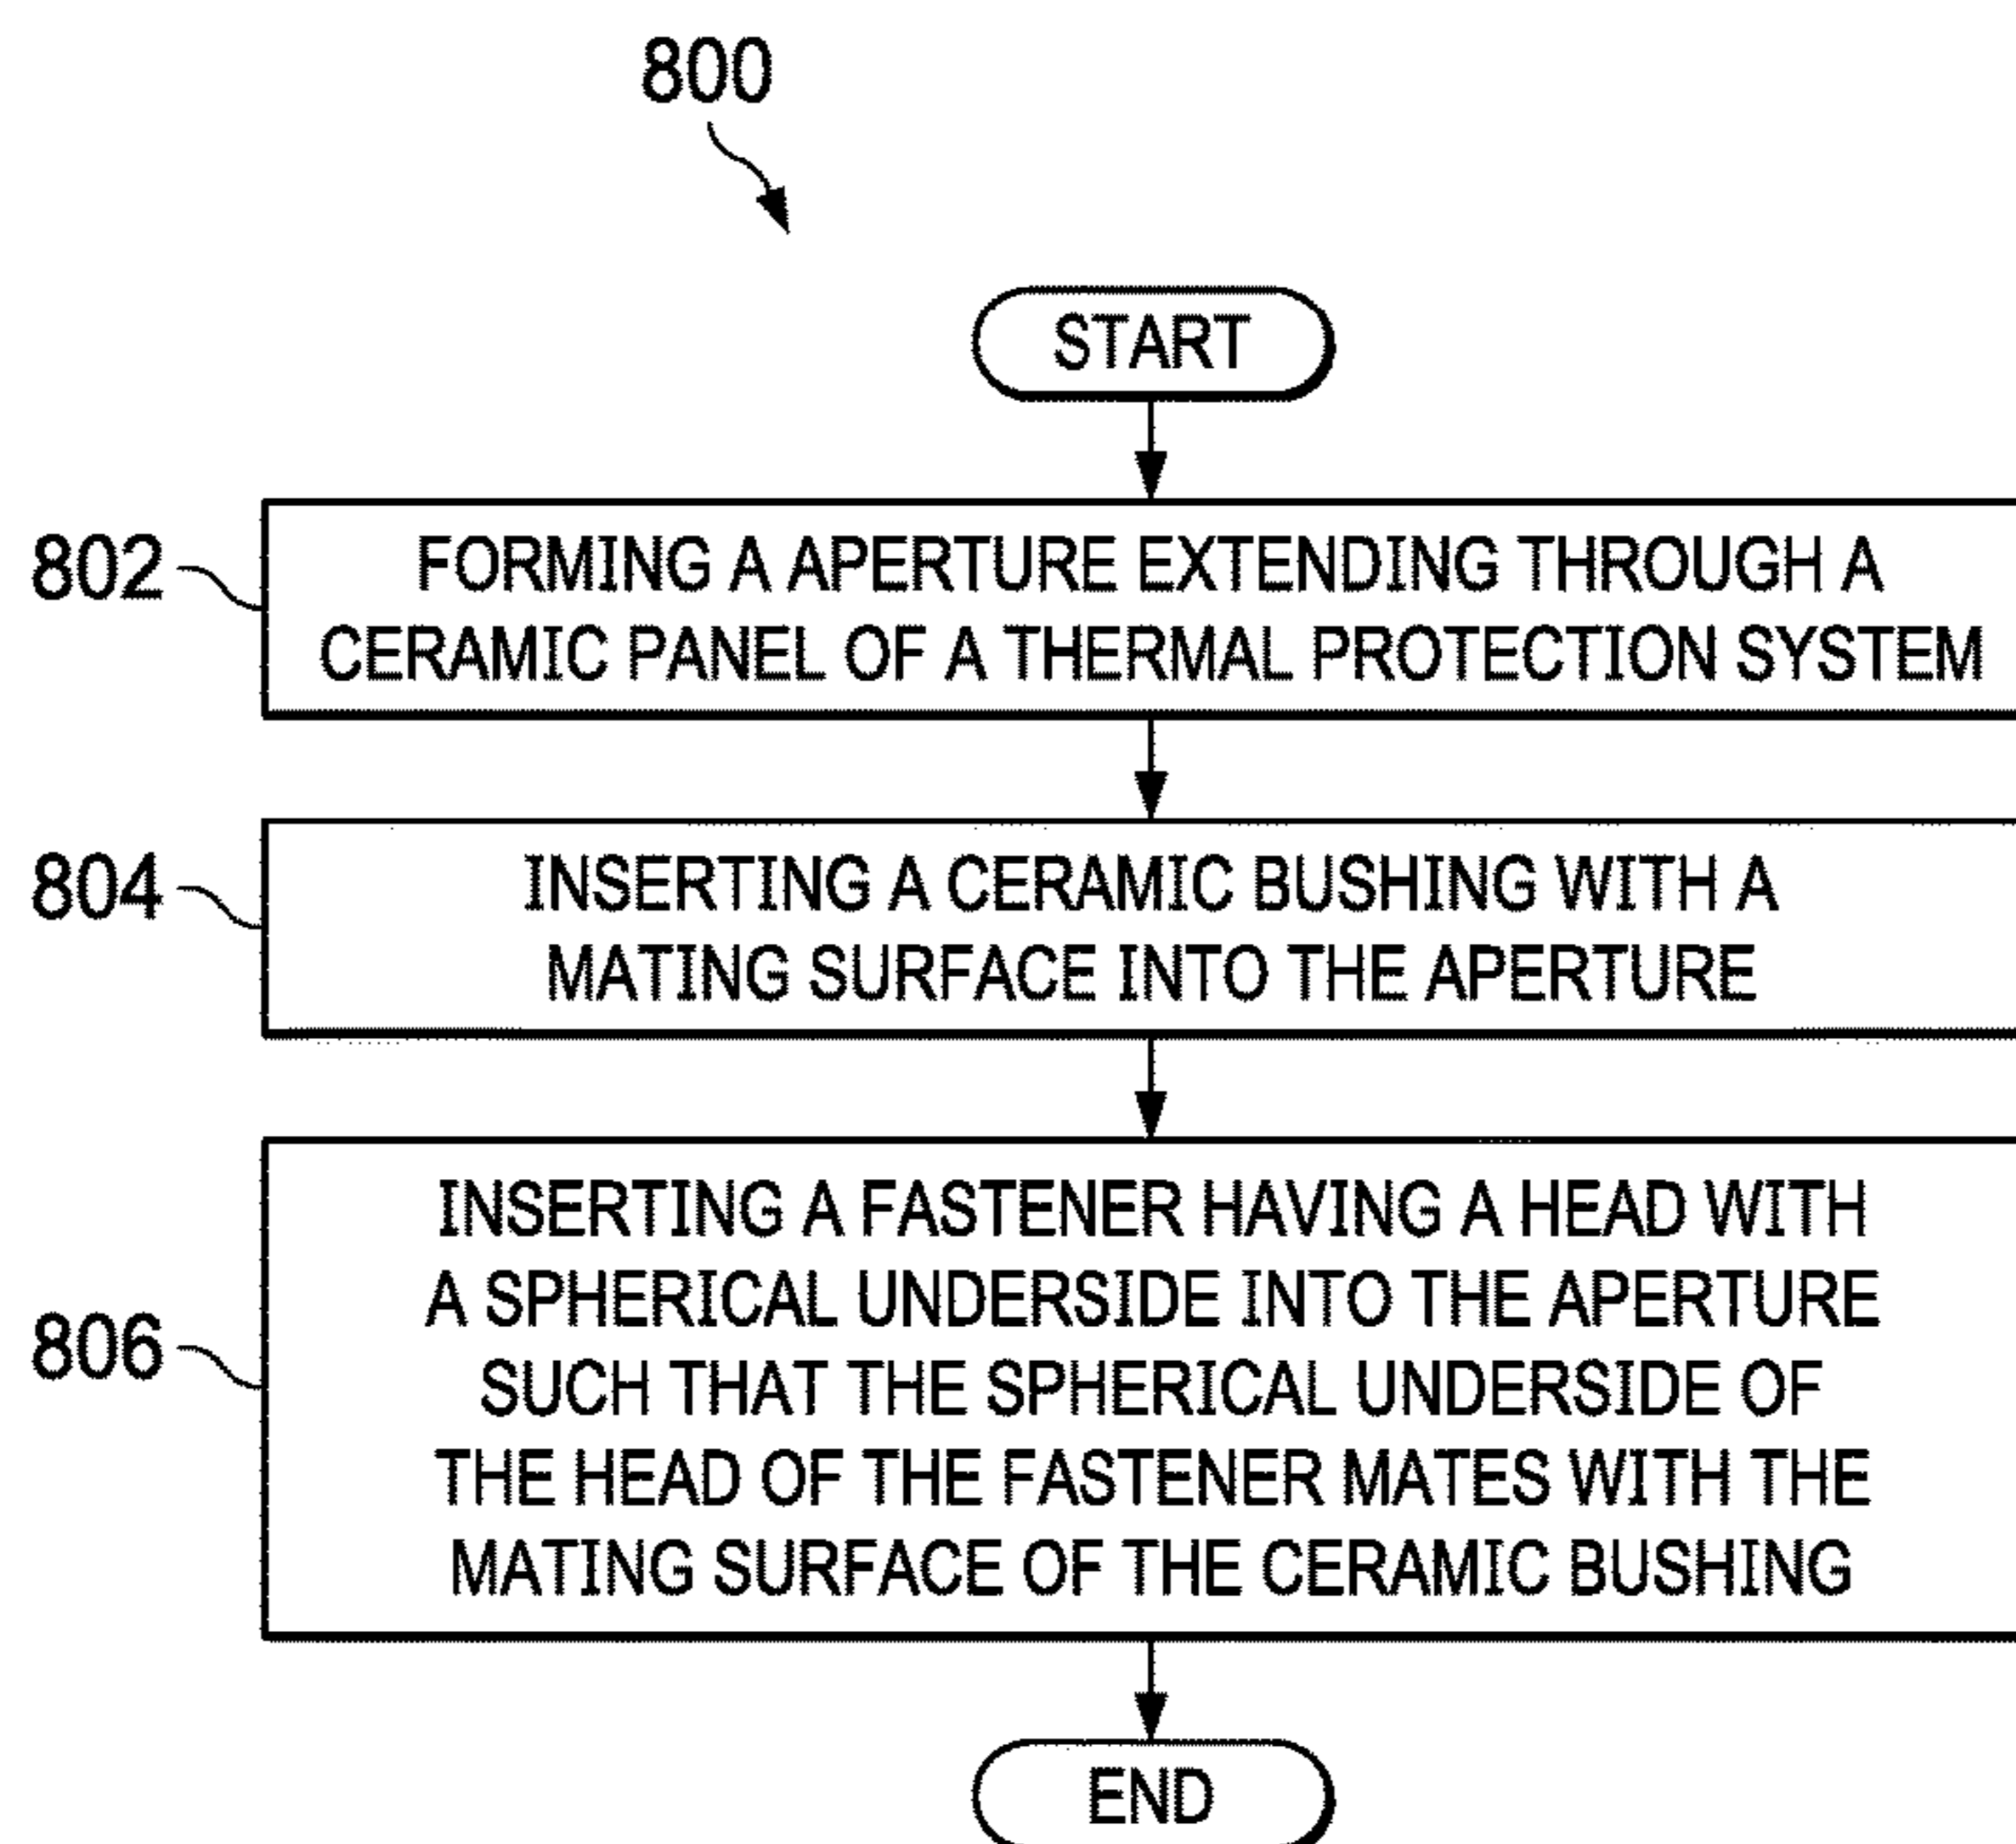 800
START
802
FORMING A APERTURE EXTENDING THROUGH A
CERAMIC PANEL OF A THERMAL PROTECTION SYSTEM
804
INSERTING A CERAMIC BUSHING WITH A
MATING SURFACE INTO THE APERTURE
806
INSERTING A FASTENER HAVING A HEAD WITH
A SPHERICAL UNDERSIDE INTO THE APERTURE
SUCH THAT THE SPHERICAL UNDERSIDE OF
THE HEAD OF THE FASTENER MATES WITH THE
MATING SURFACE OF THE CERAMIC BUSHING
END